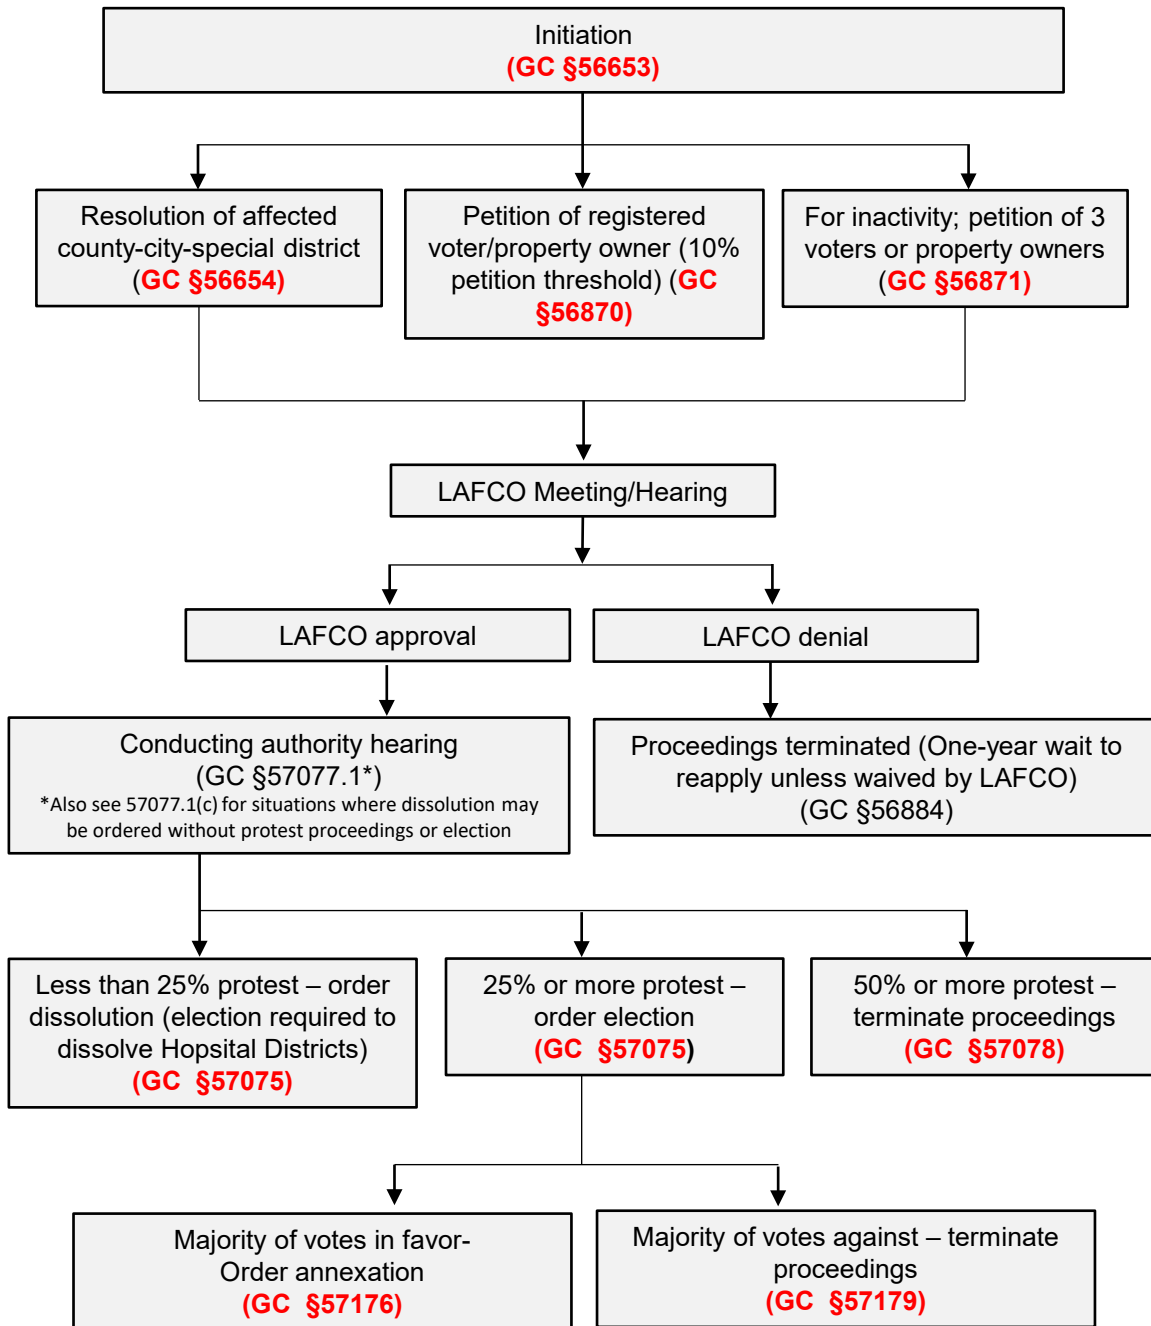 Initiation
(GC §56653)
Resolution of affected
county-city-special district
(GC §56654)
Petition of registered
voter/property owner (10%
petition threshold) (GC
§56870)
For inactivity; petition of 3
voters or property owners
(GC §56871)
LAFCO Meeting/Hearing
LAFCO approval
LAFCO denial
Conducting authority hearing
(GC §57077.1*)
*Also see 57077.1(c) for situations where dissolution may
be ordered without protest proceedings or election
Proceedings terminated (One-year wait to
reapply unless waived by LAFCO)
(GC §56884)
Less than 25% protest – order
dissolution (election required to
dissolve Hopsital Districts)
(GC §57075)
25% or more protest –
order election
(GC §57075)
50% or more protest –
terminate proceedings
(GC §57078)
Majority of votes in favor-
Order annexation
(GC §57176)
Majority of votes against – terminate
proceedings
(GC §57179)